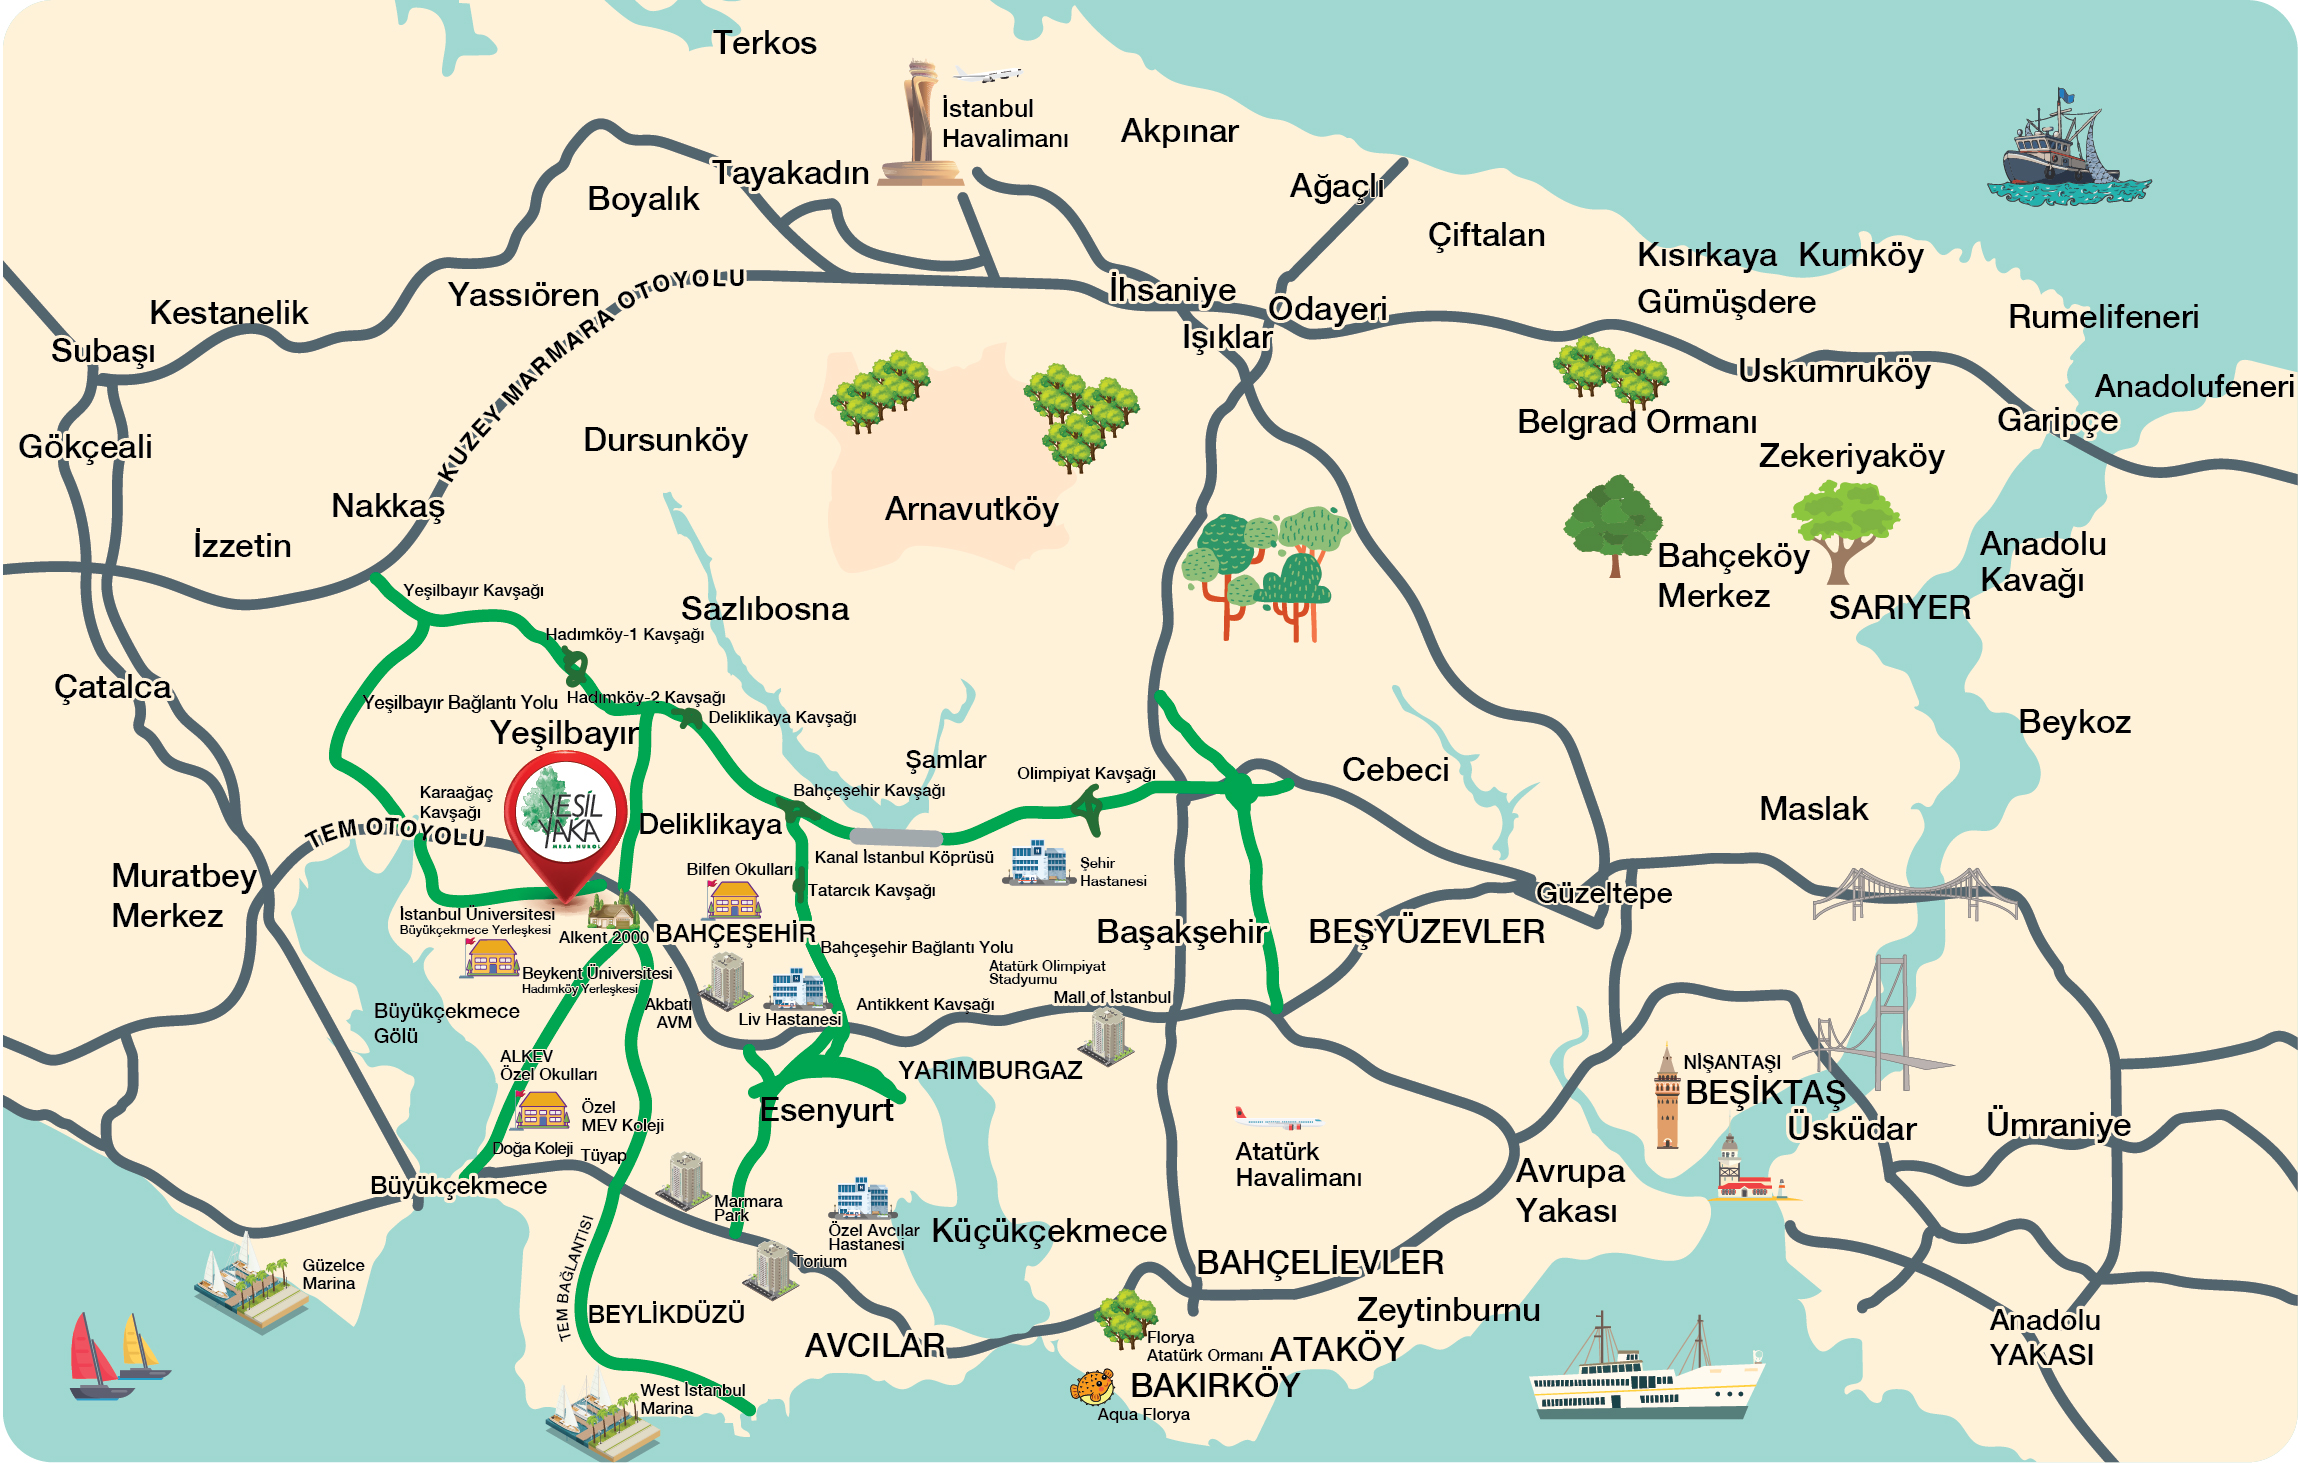 Terkos
İstanbul
Havalimanı
Akpınar
Tayakadın
Boyalık
Ağaçlı
Çiftalan
Kısırkaya
Kumköy
Gümüşdere
Rumelifeneri
Kestanelik
Yassıören
KUZEY MARMARA OTOYOLU
İhsaniye
Odayeri
Işıklar
Subaşı
Uskumruköy
Anadolufeneri
Garipçe
Belgrad Ormanı
Zekeriyaköy
Gökçeali
Dursunköy
Nakkaş
Arnavutköy
İzzetin
Bahçeköy
Merkez
Anadolu
Kavağı
SARIYER
Yeşilbayır Kavşağı
Sazlıbosna
Hadımköy-1 Kavşağı
Çatalca
Yeşilbayır Bağlantı Yolu
Hadımköy-2 Kavşağı
Deliklikaya Kavşağı
Yeşilbayır
Beykoz
Şamlar
Olimpiyat Kavşağı
Cebeci
Karaağaç
Kavşağı
YEŞİL
YAKA
MESA NUROL
Bahçeşehir Kavşağı
Maslak
TEM OTOYOLU
Deliklikaya
Kanal İstanbul Köprüsü
Şehir
Hastanesi
Muratbey
Merkez
Bilfen Okulları
Tatarcık Kavşağı
Güzeltepe
İstanbul Üniversitesi
Büyükçekmece Yerleşkesi
Alkent 2000
BAHÇEŞEHİR
Başakşehir
BEŞYÜZEVLER
Bahçeşehir Bağlantı Yolu
Beykent Üniversitesi
Hadımköy Yerleşkesi
Atatürk Olimpiyat
Stadyumu
Mall of İstanbul
Akbatı
AVM
Liv Hastanesi
Antikkent Kavşağı
Büyükçekmece
Gölü
ALKEV
Özel Okulları
YARIMBURGAZ
NİŞANTAŞI
BEŞİKTAŞ
Özel
MEV Koleji
Esenyurt
Üsküdar
Ümraniye
Doğa Koleji
Tüyap
Atatürk
Havalimanı
Avrupa
Yakası
Büyükçekmece
Marmara
Park
Özel Avcılar
Hastanesi
Küçükçekmece
Güzelce
Marina
TEM BAĞLANTISI
Torium
BAHÇELİEVLER
BEYLİKDÜZÜ
Zeytinburnu
AVCILAR
Florya
Atatürk Ormanı
ATAKÖY
Anadolu
YAKASI
West İstanbul
Marina
BAKIRKÖY
Aqua Florya